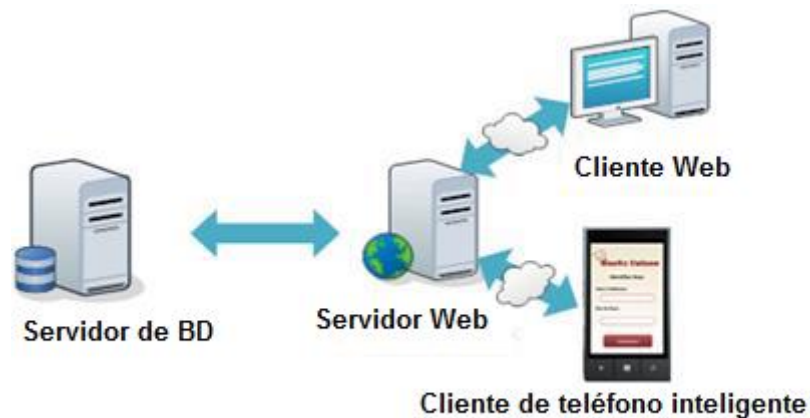 Cliente Web
Servidor de BD
Servidor Web
Cliente de teléfono inteligente